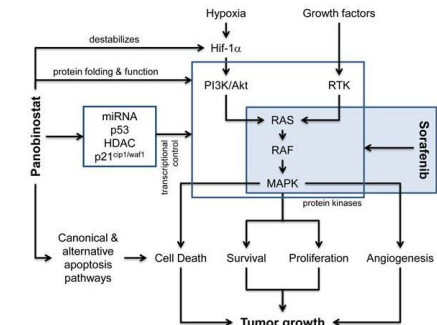 Hypoxia
Growth factors
destabilizes
Hif-1α
protein folding & function
PI3K/Akt
RTK
Panobinostat
miRNA
p53
HDAC
p21cip1/waf1
transcriptional
control
RAS
RAF
MAPK
Sorafenib
protein kinases
Canonical &
alternative
apoptosis
pathways
Cell Death
Survival
Proliferation
Angiogenesis
Tumor growth